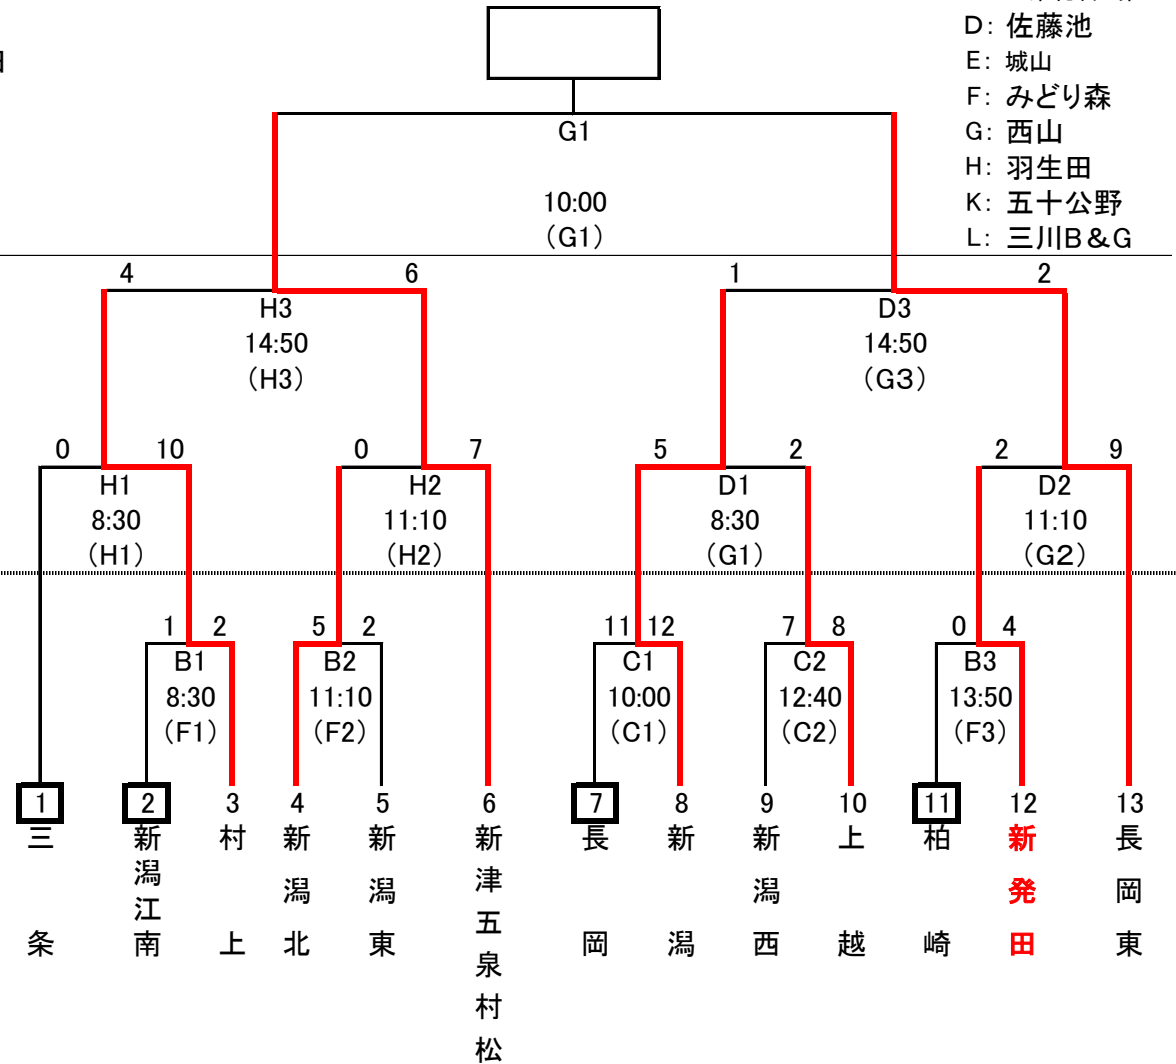 D: 佐藤池
E: 城山
F: みどり森
G: 西山
H: 羽生田
K: 五十公野
L: 三川B&G
G1
10:00
(G1)
4 6 1 2
H3 D3
14:50 14:50
(H3) (G3)
0 10 0 7 5 2 2 9
H1 H2 D1 D2
8:30 11:10 8:30 11:10
(H1) (H2) (G1) (G2)
1 2 5 2 11 12 7 8 0 4
B1 B2 C1 C2 B3
8:30 11:10 10:00 12:40 13:50
(F1) (F2) (C1) (C2) (F3)
1 2 3 4 5 6 7 8 9 10 11 12 13
三条
新潟江南
村上
新潟北
新潟東
新津五泉村松
長岡
新潟
新潟西
上越
柏崎
新発田
長岡東